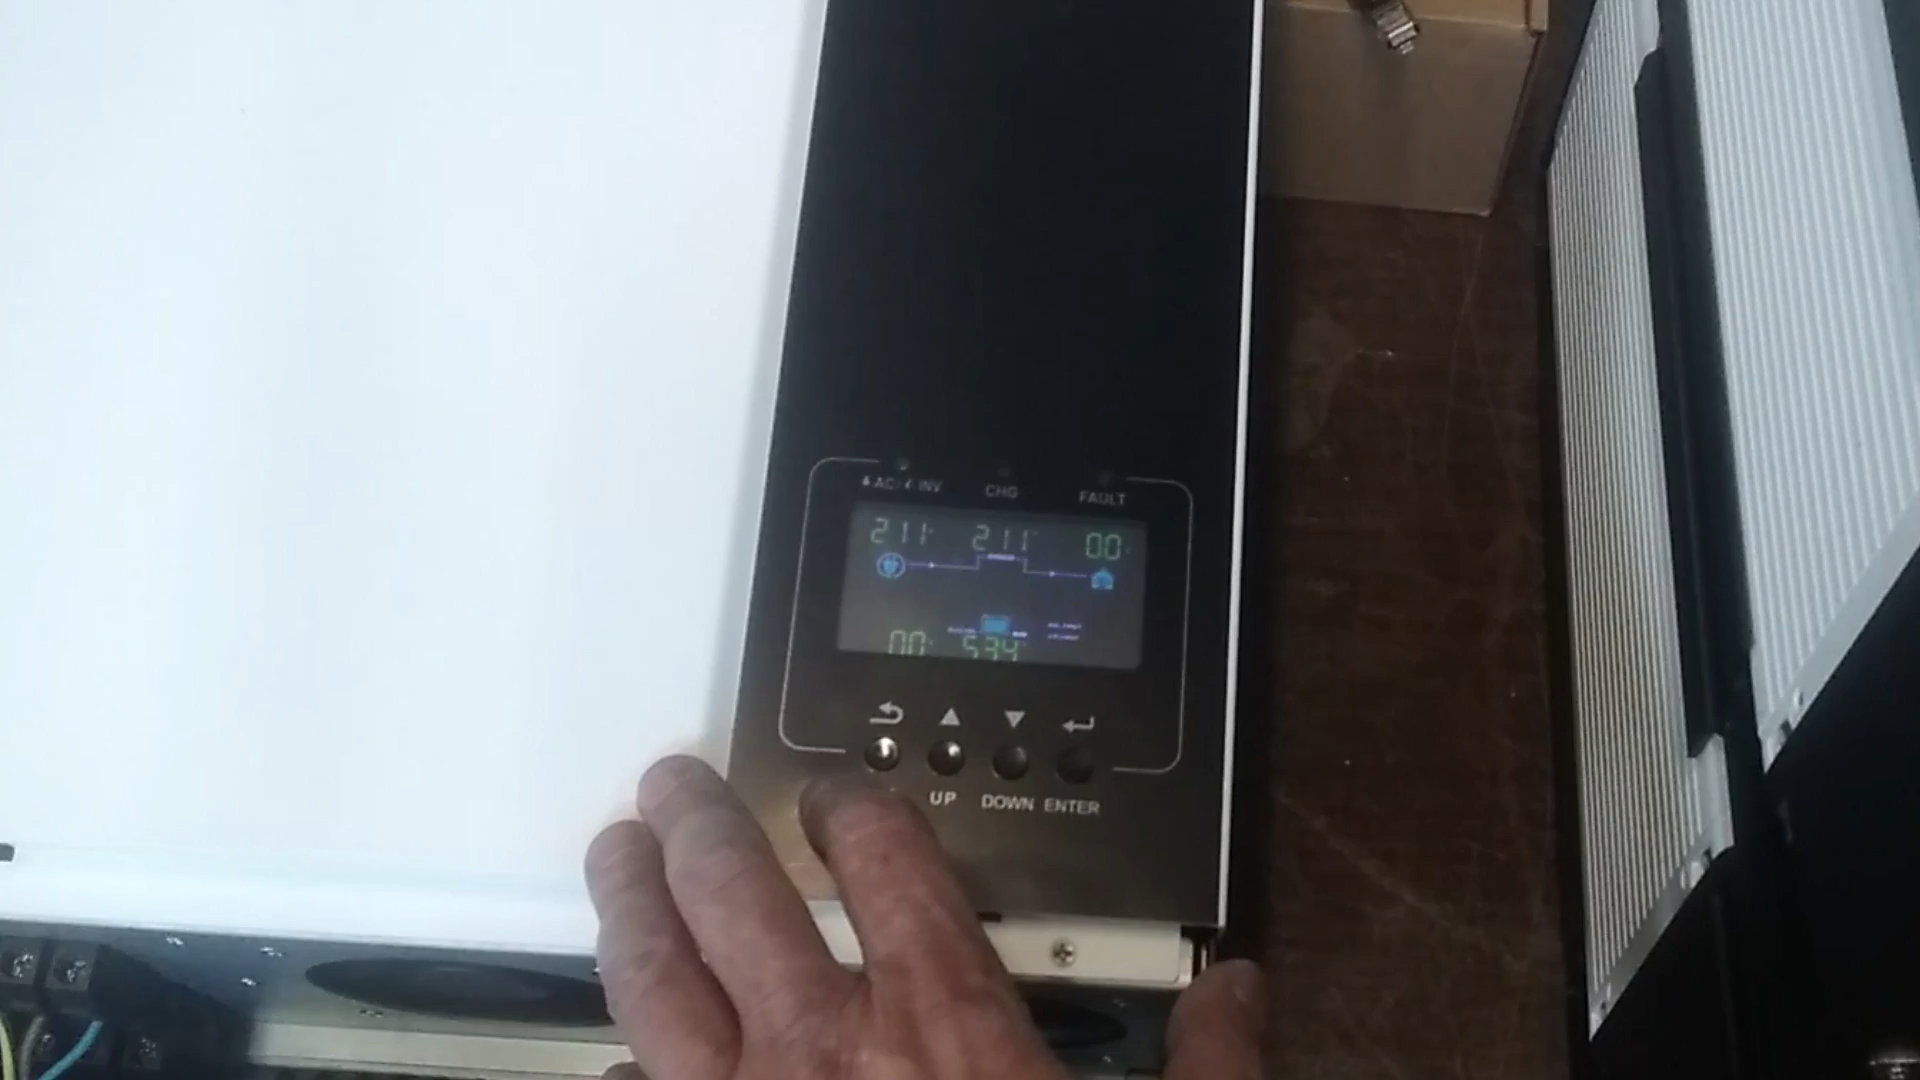 AC/ INV CHG FAULT
211 211 00
00 534
UP DOWN ENTER